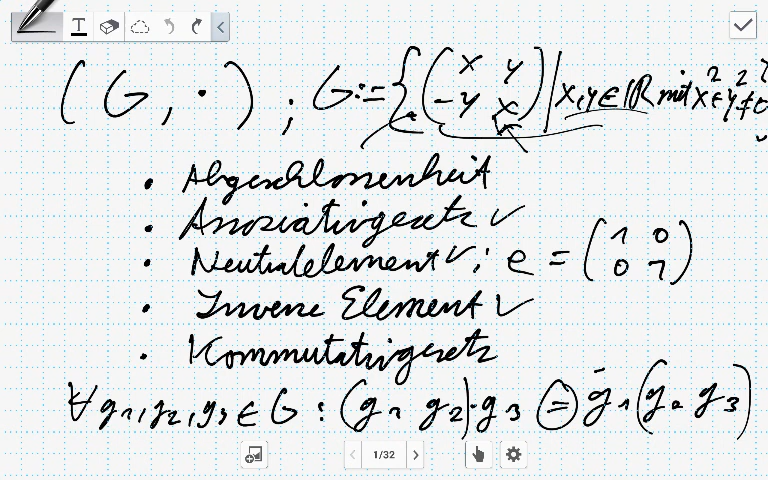 T
(G, ·) ; G := {(x y -y x) | x,y ∈ ℝ mit x² + y² ≠ 0
• Abgeschlossenheit
• Assoziativgesetz ✓
• Neutralelement ✓; e = (1 0 0 1)
• Inverse Element ✓
• Kommutativgesetz
∀ g₁, g₂, g₃ ∈ G : (g₁ g₂)·g₃ = g₁(g₂ g₃)
1/32